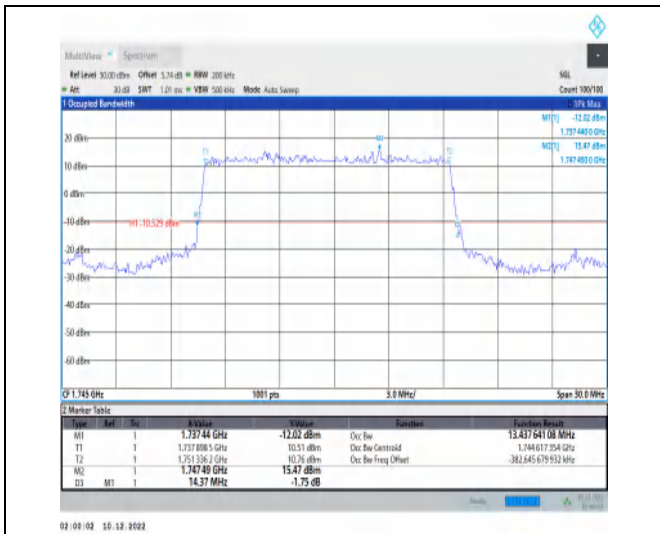 MultiView Spectrum
Ref Level 30.00 dBm Offset 5.74 dB RBW 200 kHz SGL
Att 30 dB SWT 1.01 ms VBW 500 kHz Mode Auto Sweep Count 100/100
1 Occupied Bandwidth 1Pk Max
M1[1] -12.02 dBm
1.737440 0 GHz
M2[1] 15.47 dBm
1.747490 0 GHz
20 dBm
10 dBm
0 dBm
-10 dBm
H1 -10.529 dBm
-20 dBm
-30 dBm
-40 dBm
-50 dBm
-60 dBm
CF 1.745 GHz 1001 pts 3.0 MHz/ Span 30.0 MHz
2 Marker Table
Type Ref Trc X-Value Y-Value Function Function Result
M1 1 1.73744 GHz -12.02 dBm Occ Bw 13.437 641 08 MHz
T1 1 1.737 898 5 GHz 10.51 dBm Occ Bw Centroid 1.744 617 354 GHz
T2 1 1.751 336 2 GHz 10.76 dBm Occ Bw Freq Offset -382.645 679 932 kHz
M2 1 1.74749 GHz 15.47 dBm
D3 M1 1 14.37 MHz -1.75 dB
Ready
02:00:02 10.12.2022